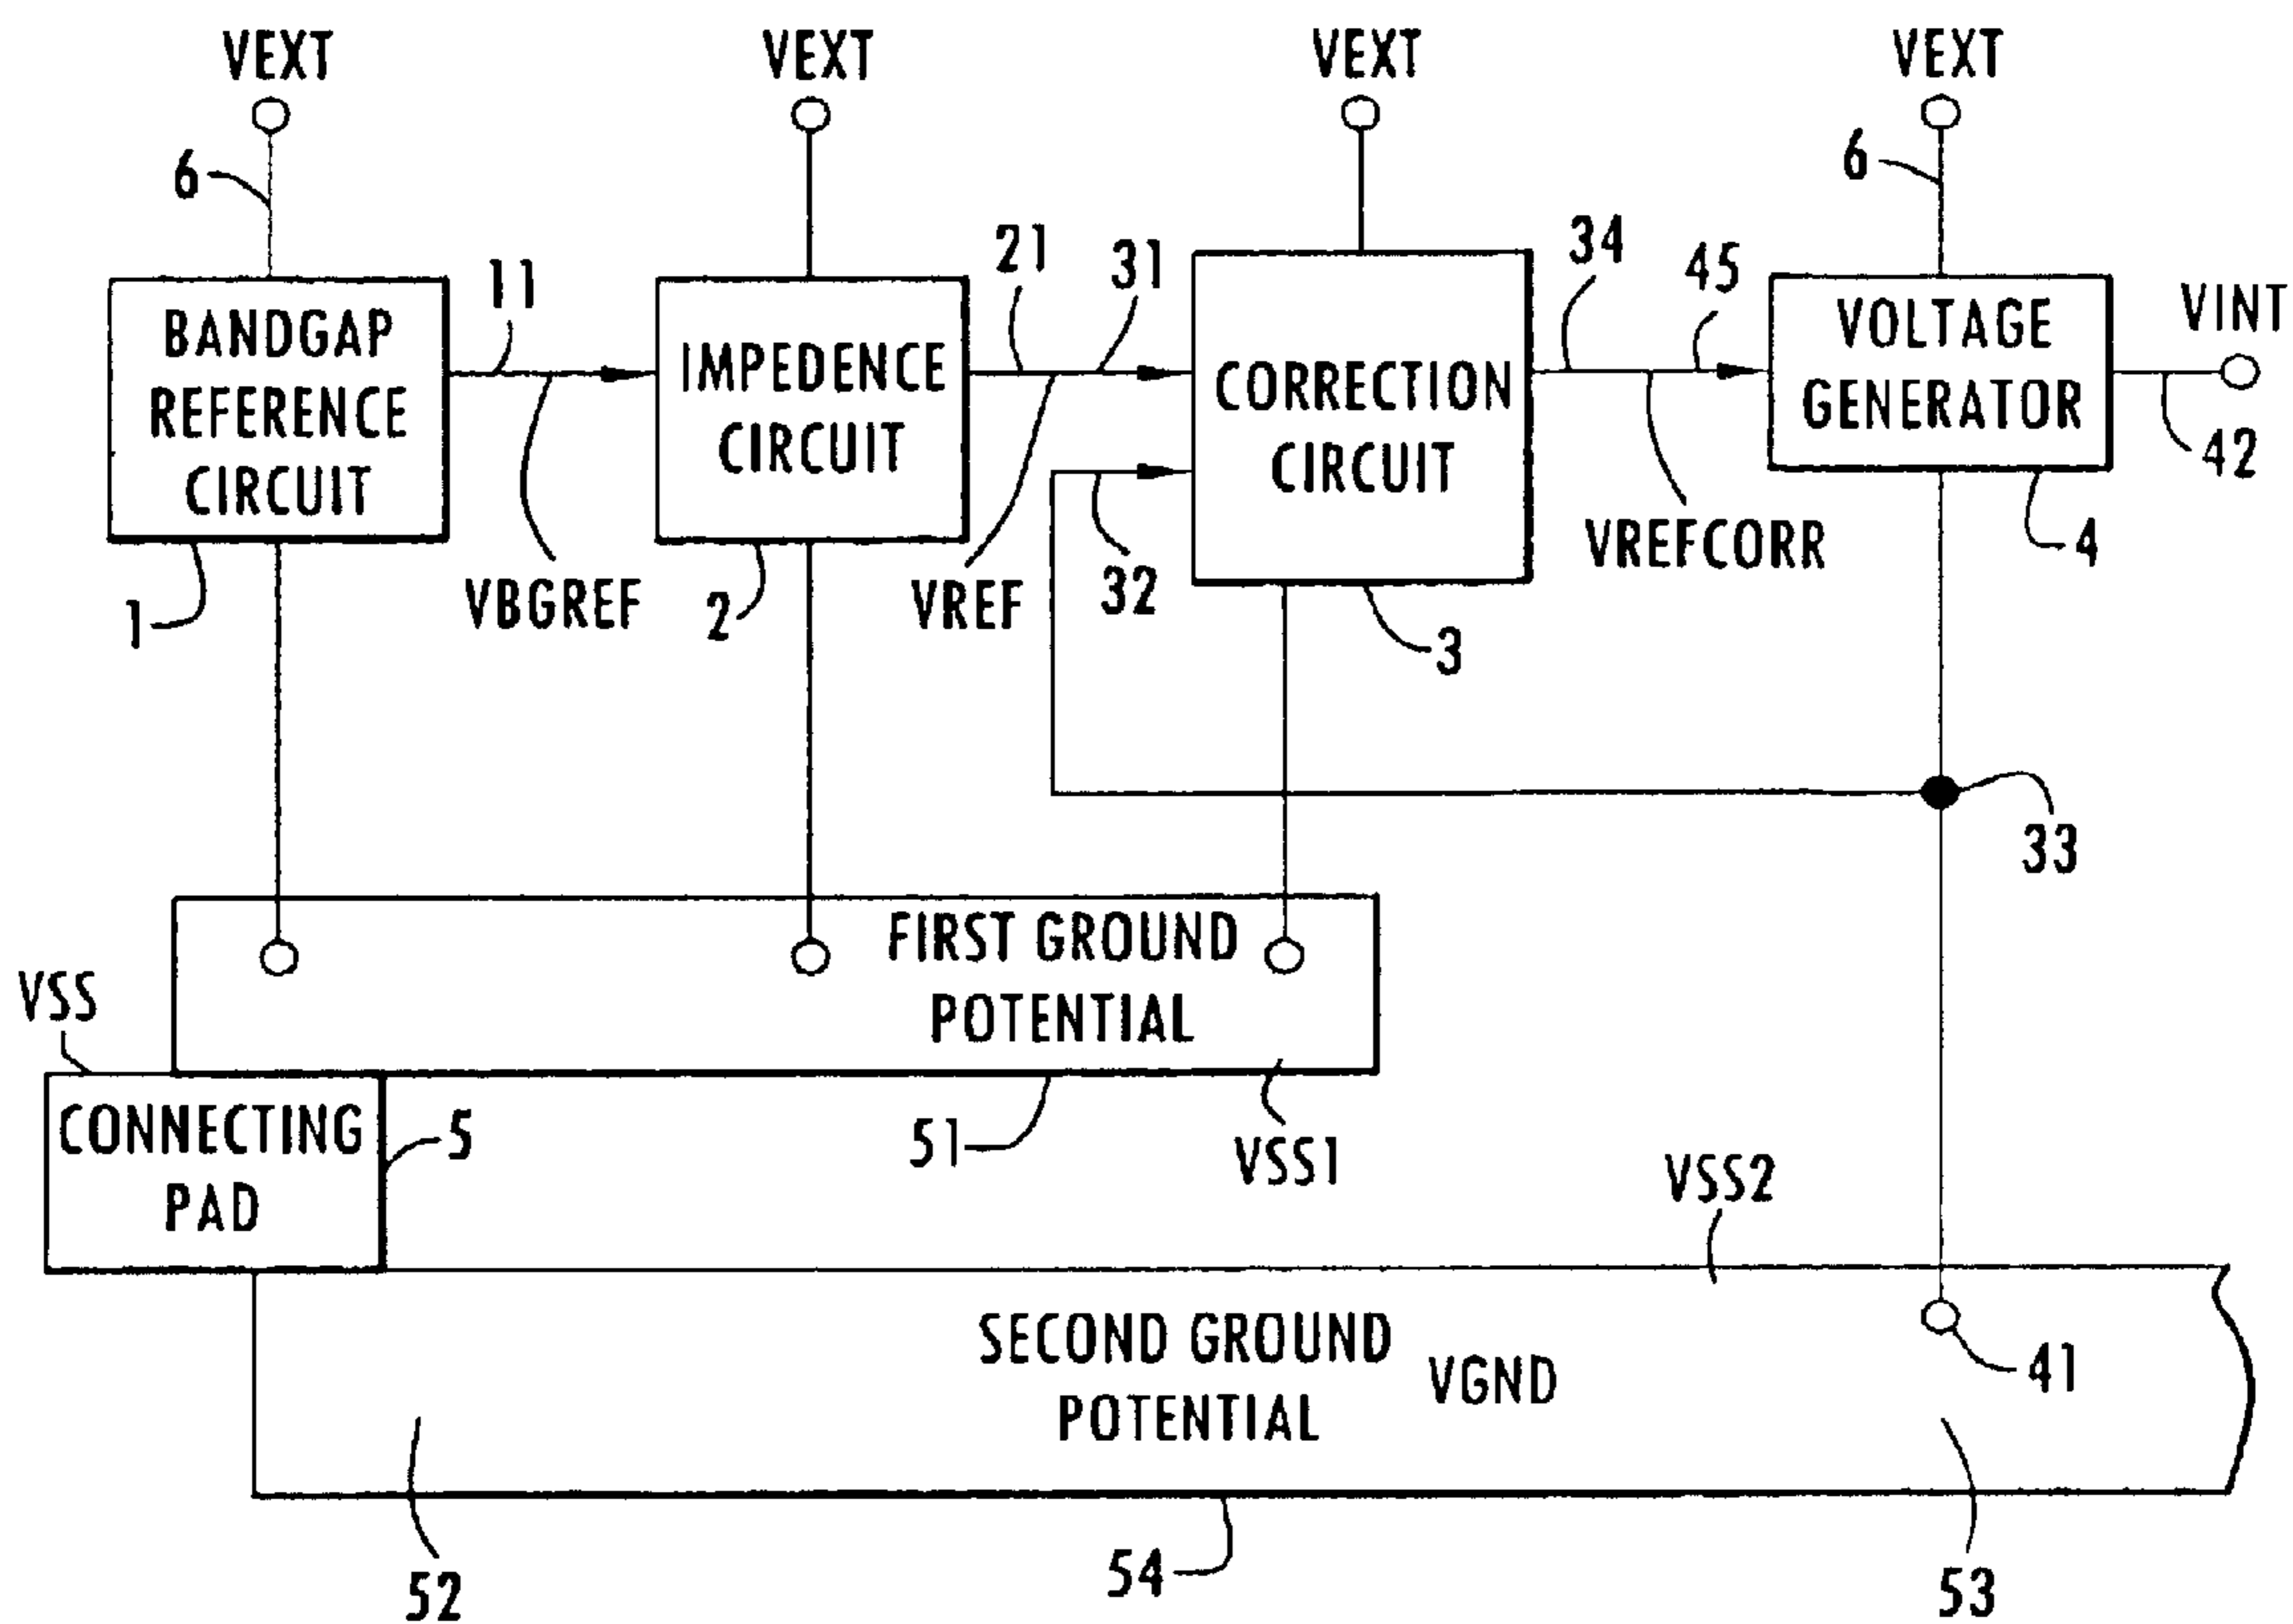 VEXT
VEXT
VEXT
VEXT
6
6
11
21
31
34
45
VINT
BANDGAP
REFERENCE
CIRCUIT
IMPEDENCE
CIRCUIT
CORRECTION
CIRCUIT
VOLTAGE
GENERATOR
42
1
VBGREF
2
VREF
32
3
VREFCORR
4
33
FIRST GROUND
POTENTIAL
VSS
CONNECTING
PAD
5
51
VSS1
VSS2
SECOND GROUND
POTENTIAL
VGND
41
52
54
53